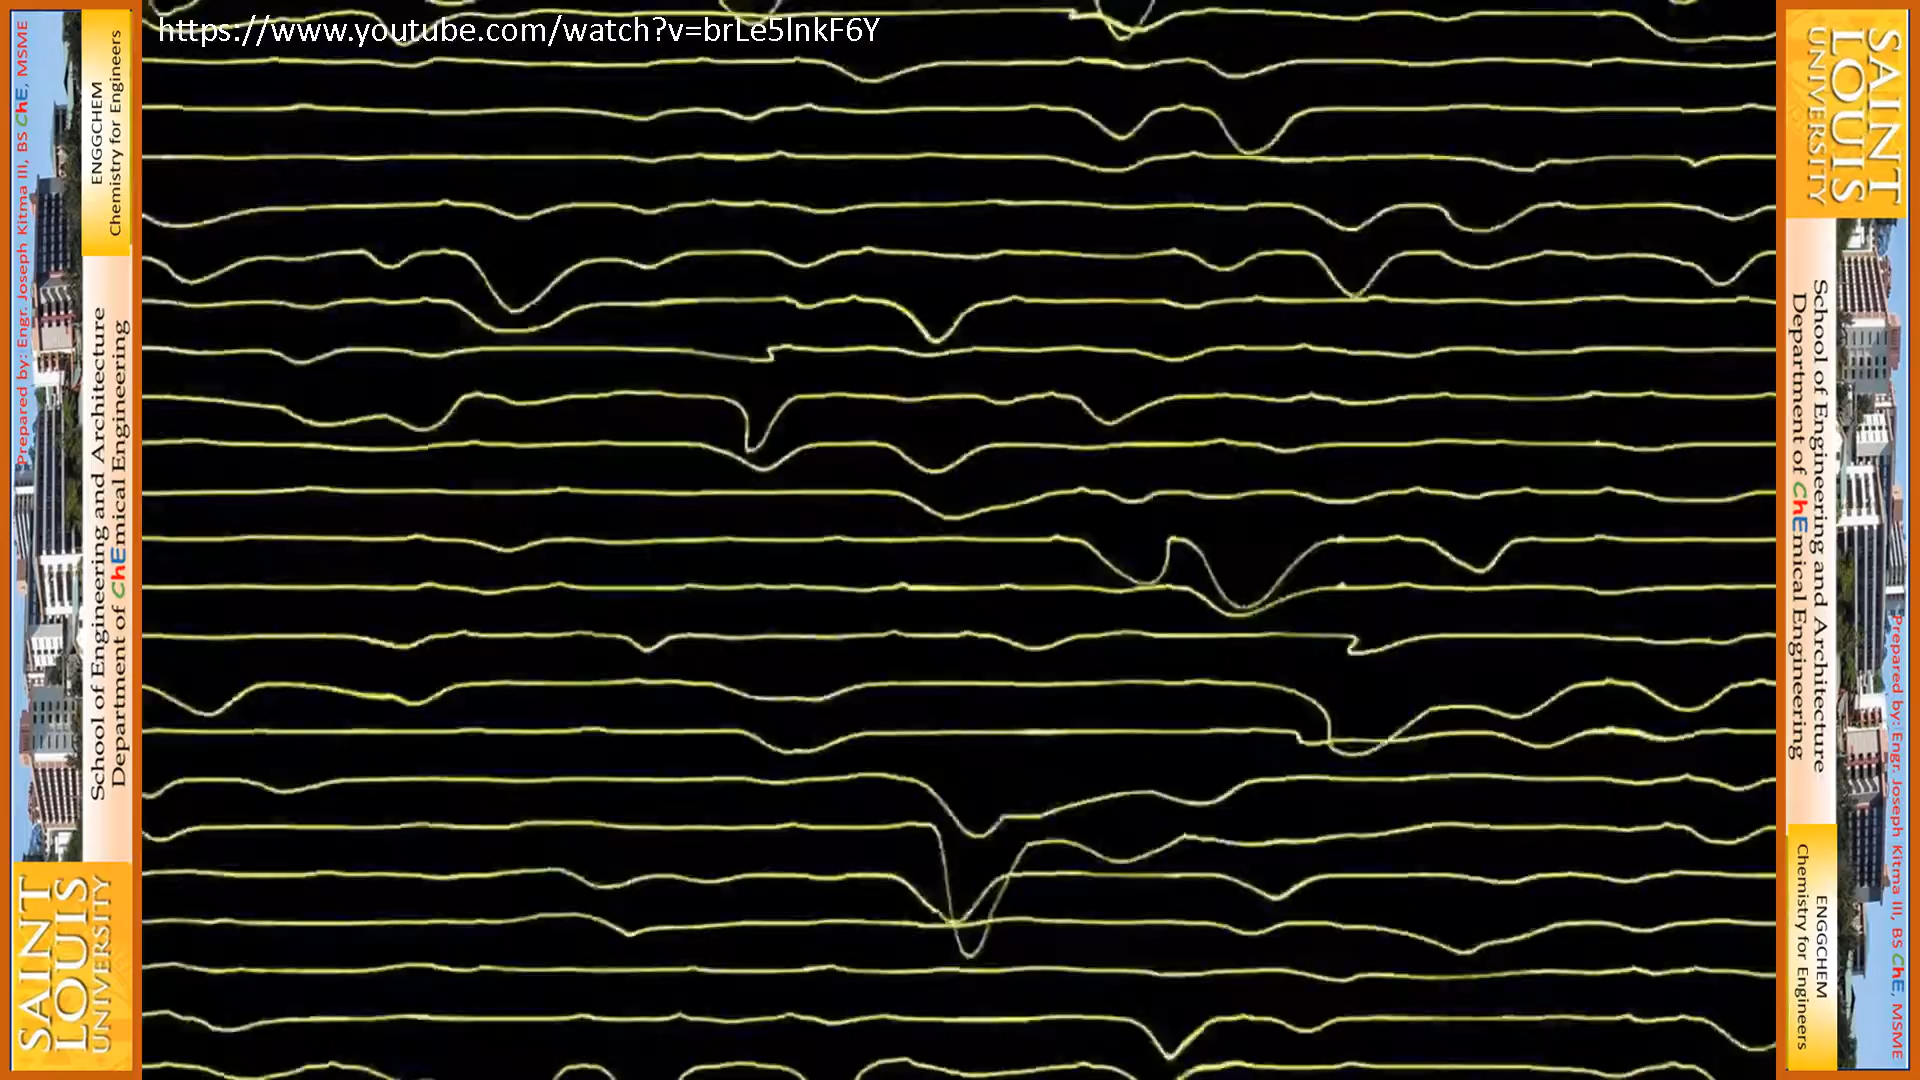 https://www.youtube.com/watch?v=brLe5lnkF6Y
Prepared by: Engr. Joseph Kitma III, BS ChE, MSME
ENGGCHEM
Chemistry for Engineers
School of Engineering and Architecture
Department of ChEmical Engineering
SAINT
LOUIS
UNIVERSITY
SAINT
LOUIS
UNIVERSITY
School of Engineering and Architecture
Department of ChEmical Engineering
ENGGCHEM
Chemistry for Engineers
Prepared by: Engr. Joseph Kitma III, BS ChE, MSME